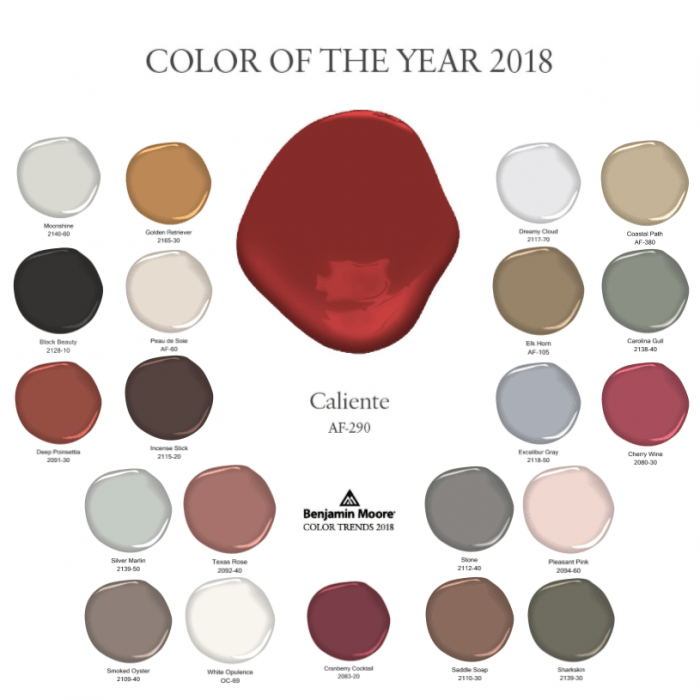 COLOR OF THE YEAR 2018
Moonshine
2140-60
Golden Retriever
2165-30
Dreamy Cloud
2117-70
Coastal Path
AF-380
Black Beauty
2128-10
Peau de Soie
AF-60
Elk Horn
AF-105
Carolina Gull
2138-40
Caliente
AF-290
Deep Poinsettia
2091-30
Incense Stick
2115-20
Excalibur Gray
2118-50
Cherry Wine
2080-30
Benjamin Moore
COLOR TRENDS 2018
Silver Marlin
2139-50
Texas Rose
2092-40
Stone
2112-40
Pleasant Pink
2094-60
Smoked Oyster
2109-40
White Opulence
OC-69
Cranberry Cocktail
2083-20
Saddle Soap
2110-30
Sharkskin
2139-30